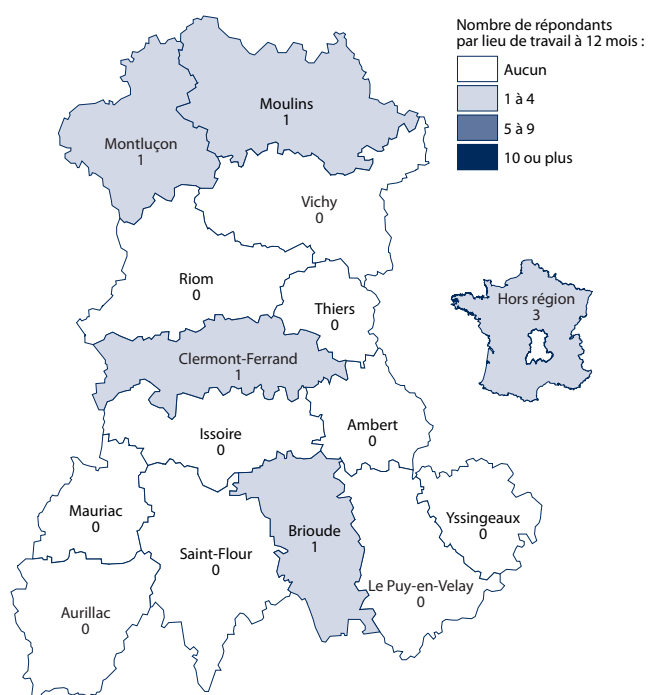 Nombre de répondants
par lieu de travail à 12 mois :
Aucun
1 à 4
5 à 9
10 ou plus
Moulins
1
Montluçon
1
Vichy
0
Riom
0
Thiers
0
Hors région
3
Clermont-Ferrand
1
Ambert
0
Issoire
0
Mauriac
0
Saint-Flour
0
Brioude
1
Yssingeaux
0
Le Puy-en-Velay
0
Aurillac
0